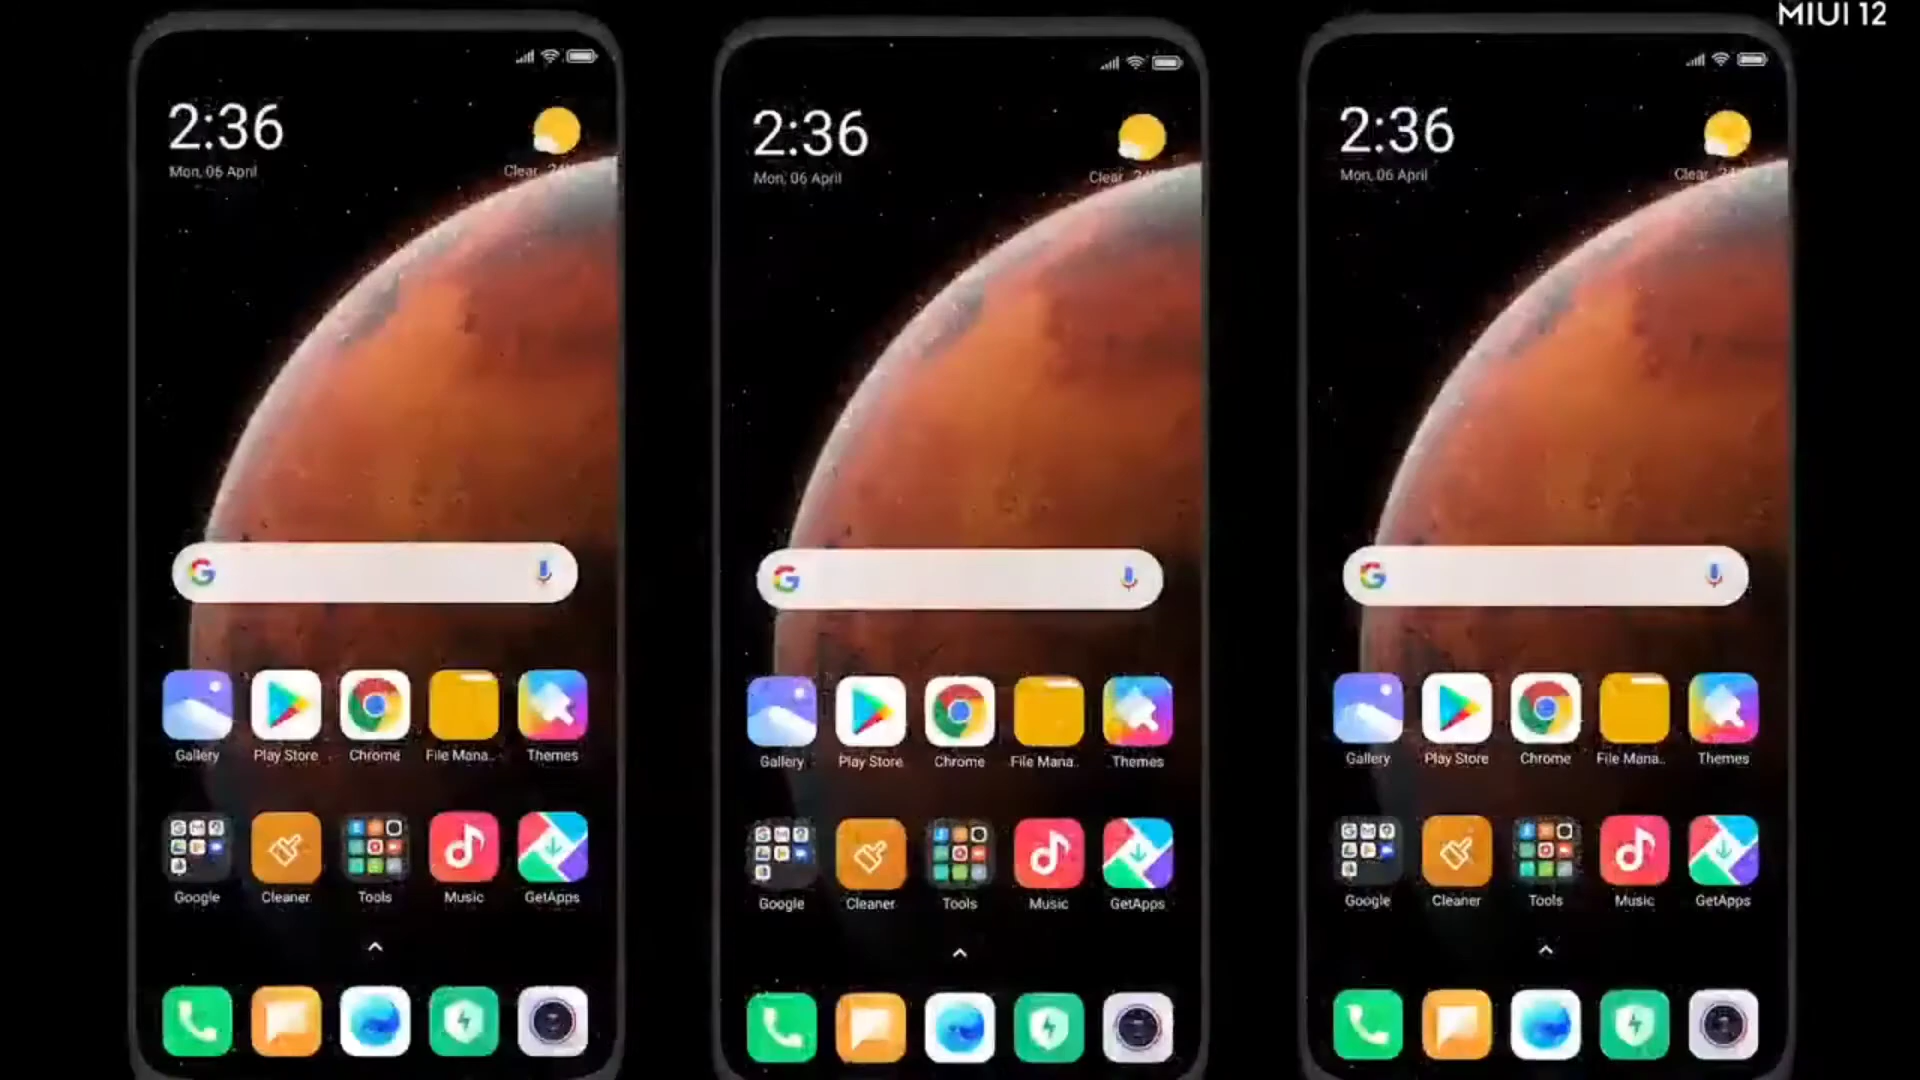 MIUI 12
2:36
Mon, 06 April
Clear
Gallery Play Store Chrome File Mana.. Themes
Google Cleaner Tools Music GetApps
2:36
Mon, 06 April
Clear
Gallery Play Store Chrome File Mana.. Themes
Google Cleaner Tools Music GetApps
2:36
Mon, 06 April
Clear
Gallery Play Store Chrome File Mana.. Themes
Google Cleaner Tools Music GetApps